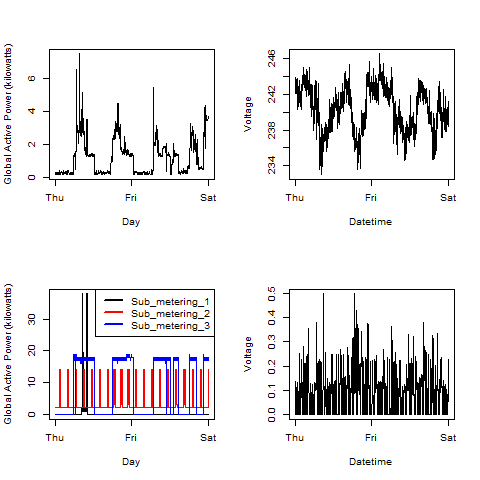 Global Active Power (kilowatts)
6
4
2
0
Thu
Fri
Sat
Day
Voltage
246
242
238
234
Thu
Fri
Sat
Datetime
Global Active Power (kilowatts)
30
20
10
0
Sub_metering_1
Sub_metering_2
Sub_metering_3
Thu
Fri
Sat
Day
Voltage
0.5
0.4
0.3
0.2
0.1
0.0
Thu
Fri
Sat
Datetime